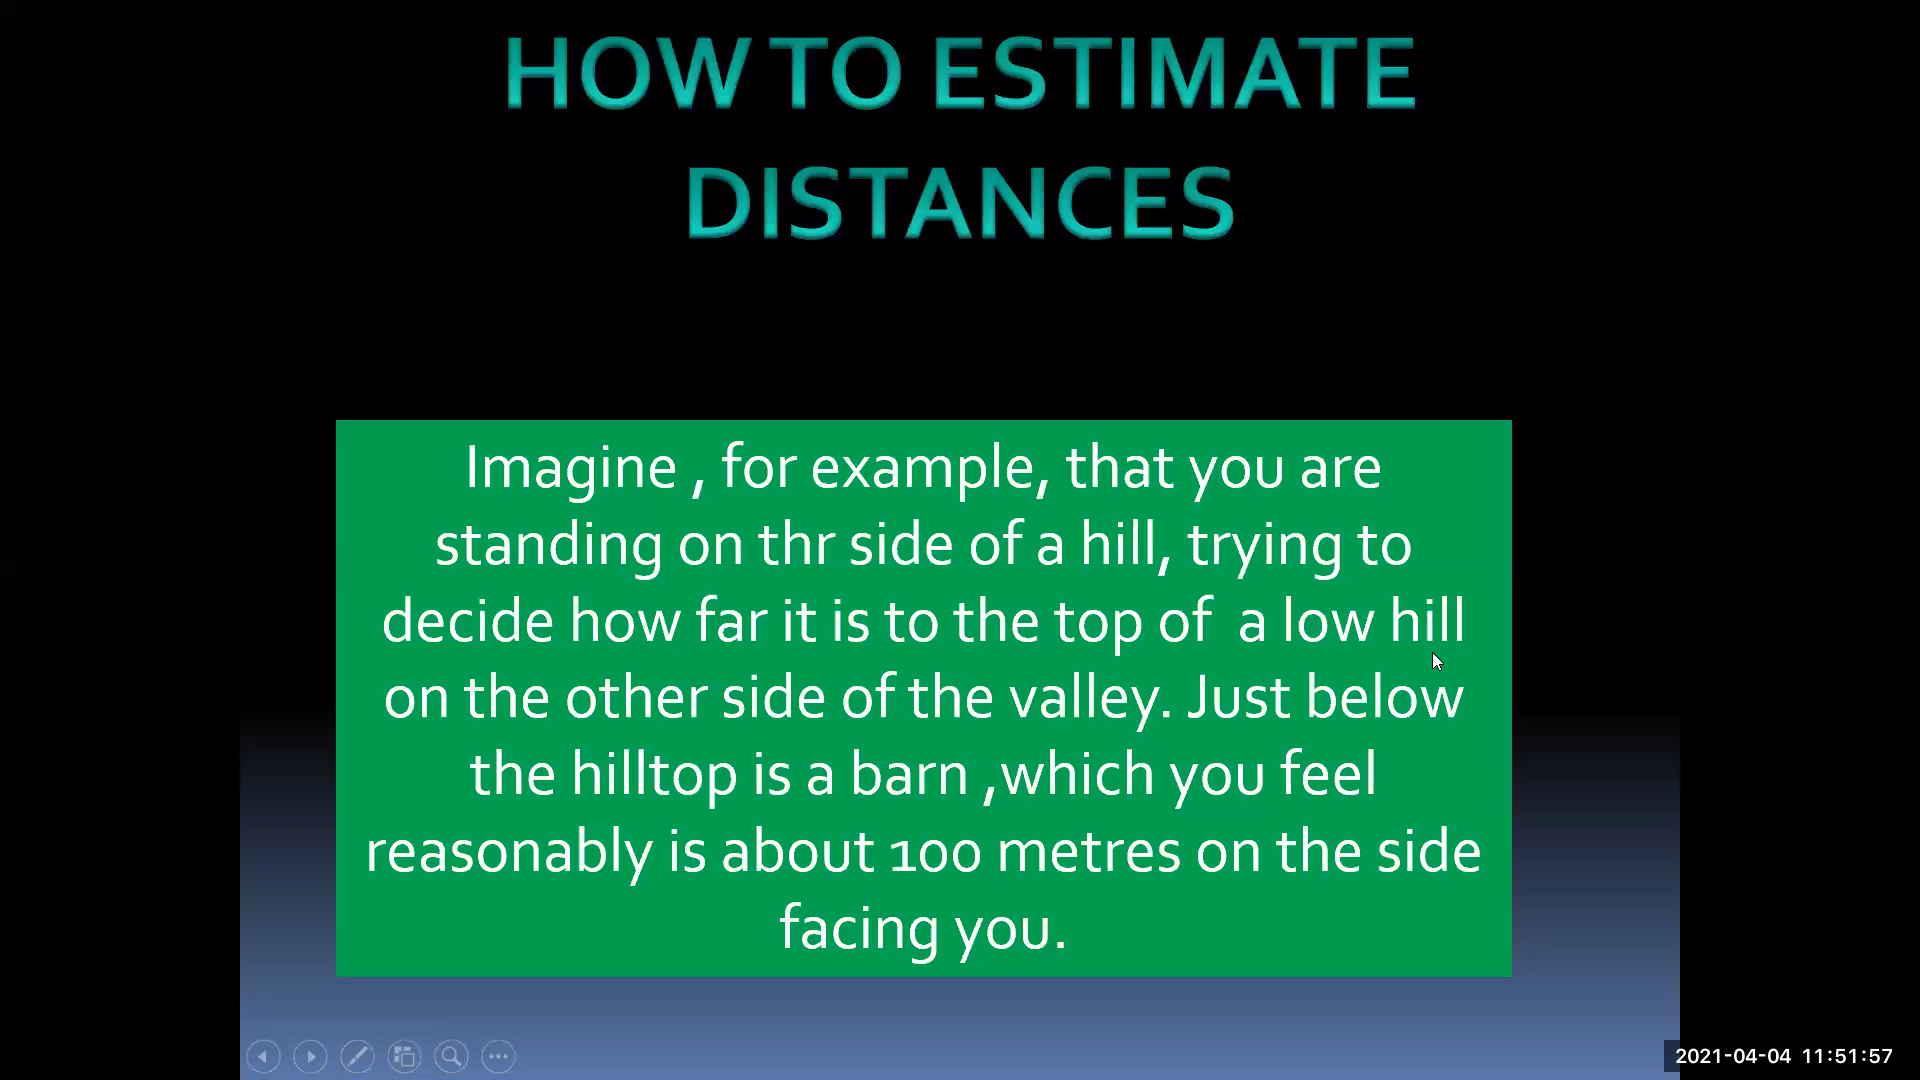 HOW TO ESTIMATE
DISTANCES
Imagine , for example, that you are
standing on thr side of a hill, trying to
decide how far it is to the top of  a low hill
on the other side of the valley. Just below
the hilltop is a barn ,which you feel
reasonably is about 100 metres on the side
facing you.
2021-04-04 11:51:57